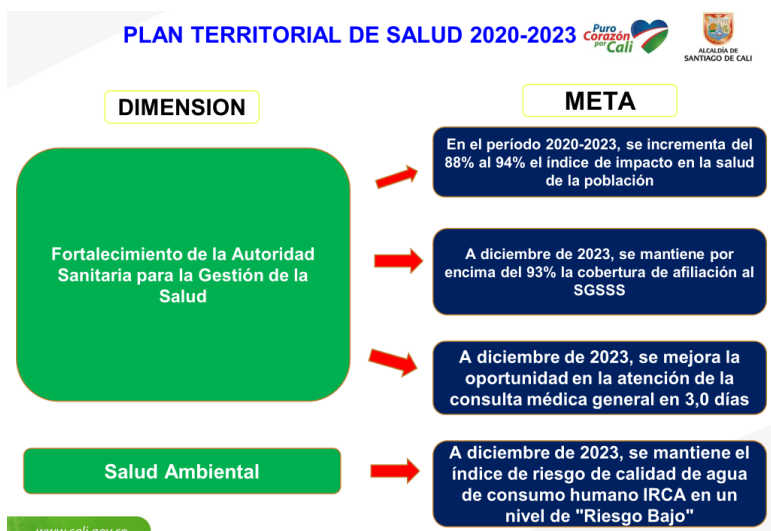 PLAN TERRITORIAL DE SALUD 2020-2023
Puro
Corazón
por Cali
ALCALDÍA DE
SANTIAGO DE CALI
DIMENSION
META
Fortalecimiento de la Autoridad
Sanitaria para la Gestión de la
Salud
En el período 2020-2023, se incrementa del
88% al 94% el índice de impacto en la salud
de la población
A diciembre de 2023, se mantiene por
encima del 93% la cobertura de afiliación al
SGSSS
A diciembre de 2023, se mejora la
oportunidad en la atención de la
consulta médica general en 3,0 días
Salud Ambiental
A diciembre de 2023, se mantiene el
índice de riesgo de calidad de agua
de consumo humano IRCA en un
nivel de "Riesgo Bajo"
www.cali.gov.co